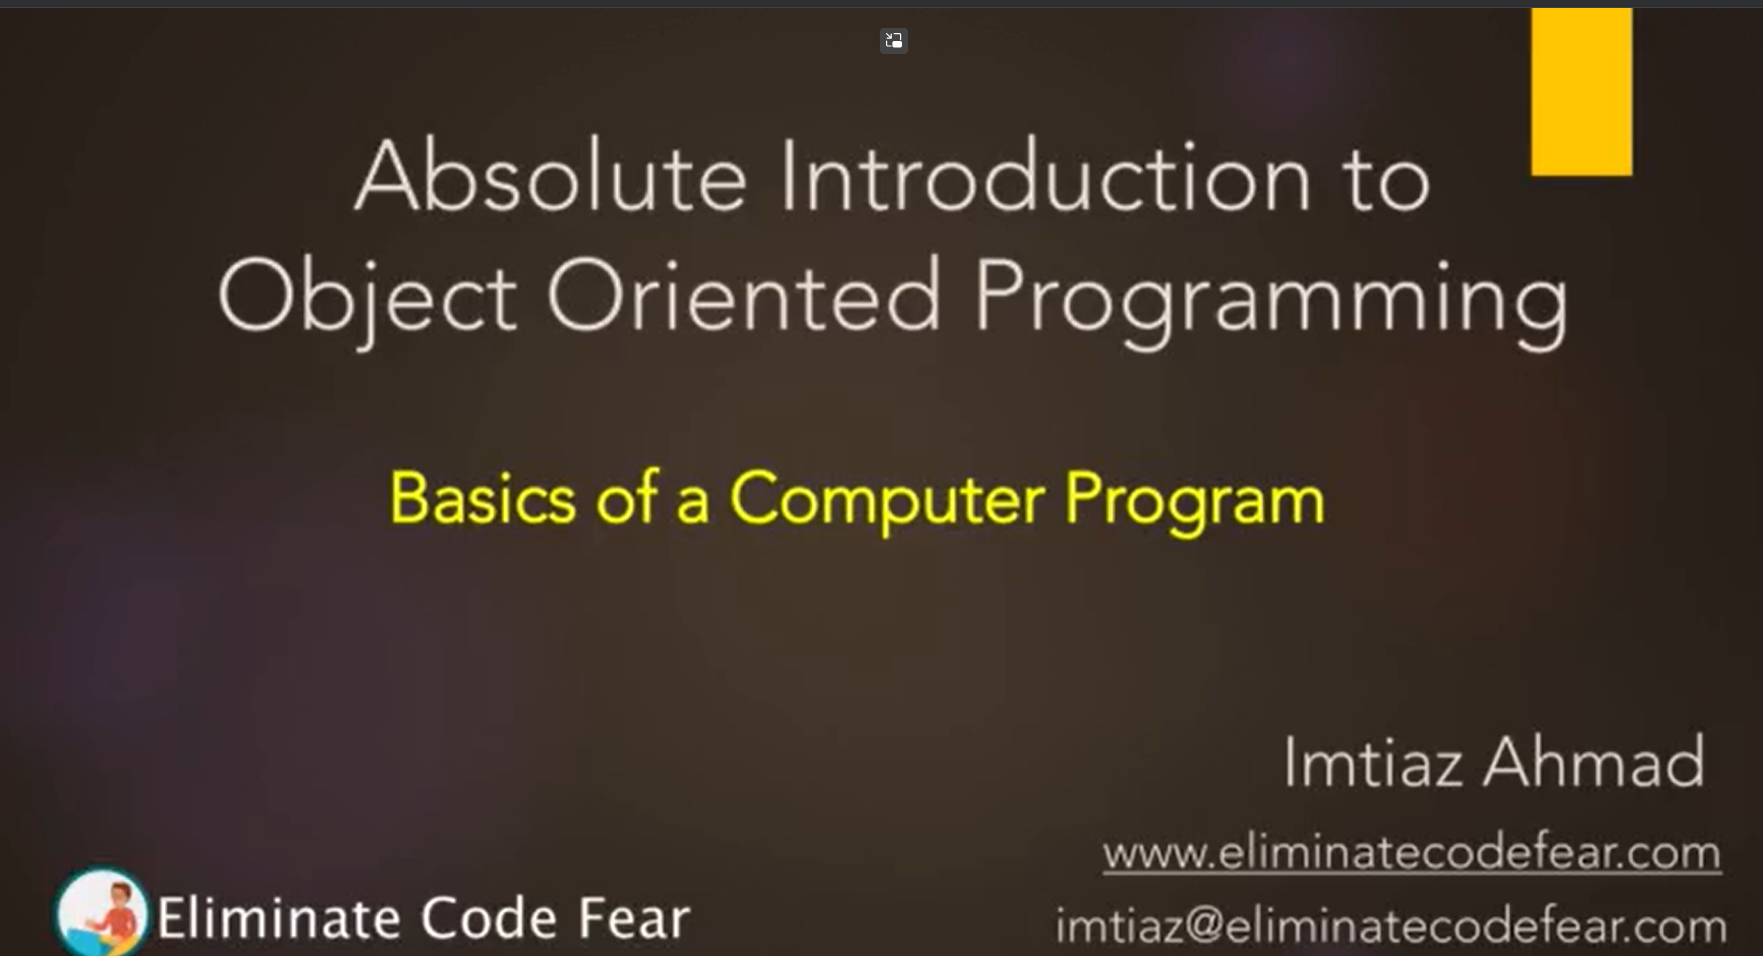 Absolute Introduction to
Object Oriented Programming
Basics of a Computer Program
Imtiaz Ahmad
www.eliminatecodefear.com
Eliminate Code Fear
imtiaz@eliminatecodefear.com